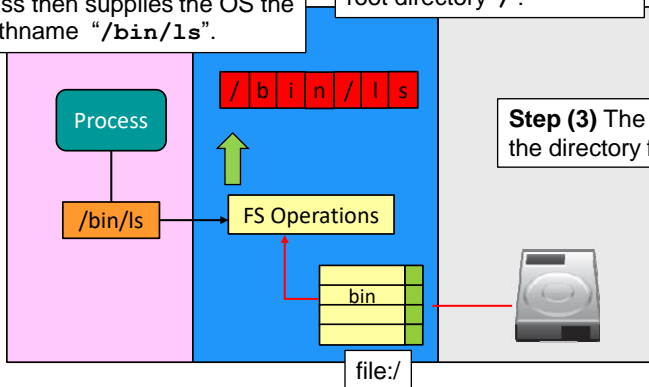 ss then supplies the OS the
thname “/bin/ls”.
root directory “/”.
/ b i n / l s
Process
Step (3) The
the directory f
/bin/ls
FS Operations
bin
file:/